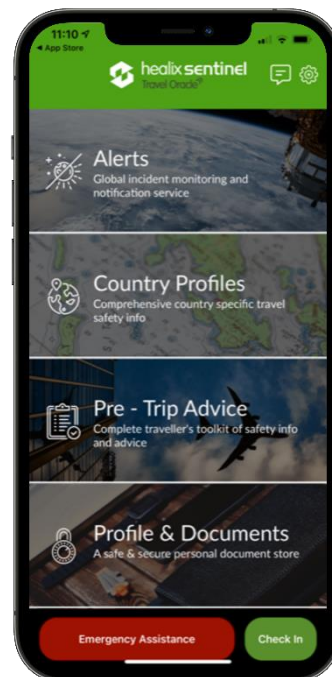 11:10
◀ App Store
healix sentinel
Travel Oracle®
Alerts
Global incident monitoring and
notification service
Country Profiles
Comprehensive country specific travel
safety info
Pre - Trip Advice
Complete traveller's toolkit of safety info
and advice
Profile & Documents
A safe & secure personal document store
Emergency Assistance
Check In